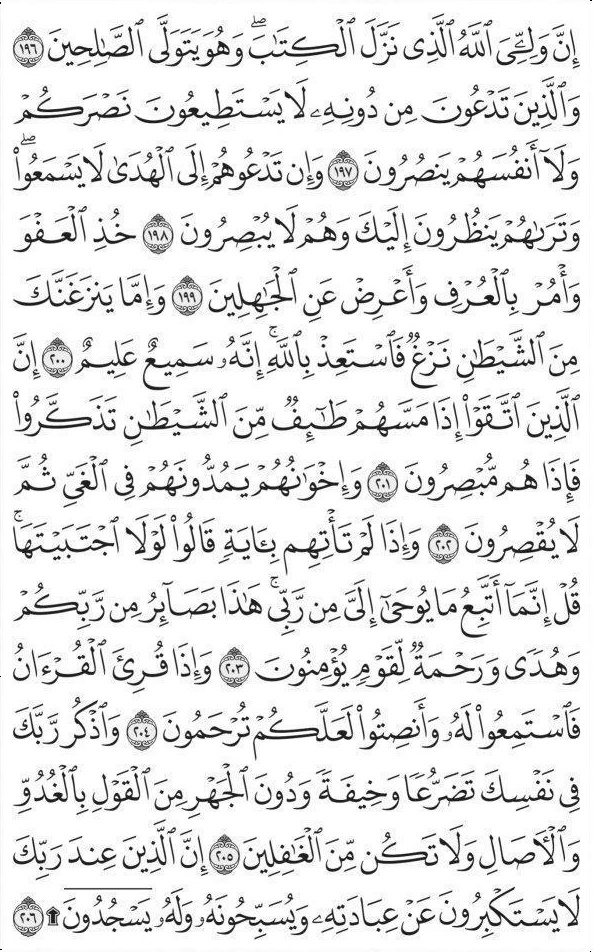 إِنَّ وَلِـِّۧيَ ٱللَّهُ ٱلَّذِي نَزَّلَ ٱلۡكِتَٰبَۖ وَهُوَ يَتَوَلَّى ٱلصَّٰلِحِينَ ١٩٦
وَٱلَّذِينَ تَدۡعُونَ مِن دُونِهِۦ لَا يَسۡتَطِيعُونَ نَصۡرَكُمۡ
وَلَآ أَنفُسَهُمۡ يَنصُرُونَ ١٩٧ وَإِن تَدۡعُوهُمۡ إِلَى ٱلۡهُدَىٰ لَا يَسۡمَعُواْۖ
وَتَرَىٰهُمۡ يَنظُرُونَ إِلَيۡكَ وَهُمۡ لَا يُبۡصِرُونَ ١٩٨ خُذِ ٱلۡعَفۡوَ
وَأۡمُرۡ بِٱلۡعُرۡفِ وَأَعۡرِضۡ عَنِ ٱلۡجَٰهِلِينَ ١٩٩ وَإِمَّا يَنزَغَنَّكَ
مِنَ ٱلشَّيۡطَٰنِ نَزۡغٞ فَٱسۡتَعِذۡ بِٱللَّهِۚ إِنَّهُۥ سَمِيعٌ عَلِيمٌ ٢٠٠ إِنَّ
ٱلَّذِينَ ٱتَّقَوۡاْ إِذَا مَسَّهُمۡ طَٰٓئِفٞ مِّنَ ٱلشَّيۡطَٰنِ تَذَكَّرُواْ
فَإِذَا هُم مُّبۡصِرُونَ ٢٠١ وَإِخۡوَٰنُهُمۡ يَمُدُّونَهُمۡ فِي ٱلۡغَيِّ ثُمَّ
لَا يُقۡصِرُونَ ٢٠٢ وَإِذَا لَمۡ تَأۡتِهِم بِـَٔايَةٖ قَالُواْ لَوۡلَا ٱجۡتَبَيۡتَهَاۚ
قُلۡ إِنَّمَآ أَتَّبِعُ مَا يُوحَىٰٓ إِلَيَّ مِن رَّبِّيۚ هَٰذَا بَصَآئِرُ مِن رَّبِّكُمۡ
وَهُدٗى وَرَحۡمَةٞ لِّقَوۡمٖ يُؤۡمِنُونَ ٢٠٣ وَإِذَا قُرِئَ ٱلۡقُرۡءَانُ
فَٱسۡتَمِعُواْ لَهُۥ وَأَنصِتُواْ لَعَلَّكُمۡ تُرۡحَمُونَ ٢٠٤ وَٱذۡكُر رَّبَّكَ
فِي نَفۡسِكَ تَضَرُّعٗا وَخِيفَةٗ وَدُونَ ٱلۡجَهۡرِ مِنَ ٱلۡقَوۡلِ بِٱلۡغُدُوِّ
وَٱلۡأٓصَالِ وَلَا تَكُن مِّنَ ٱلۡغَٰفِلِينَ ٢٠٥ إِنَّ ٱلَّذِينَ عِندَ رَبِّكَ
لَا يَسۡتَكۡبِرُونَ عَنۡ عِبَادَتِهِۦ وَيُسَبِّحُونَهُۥ وَلَهُۥ يَسۡجُدُونَۤ۩ ٢٠٦